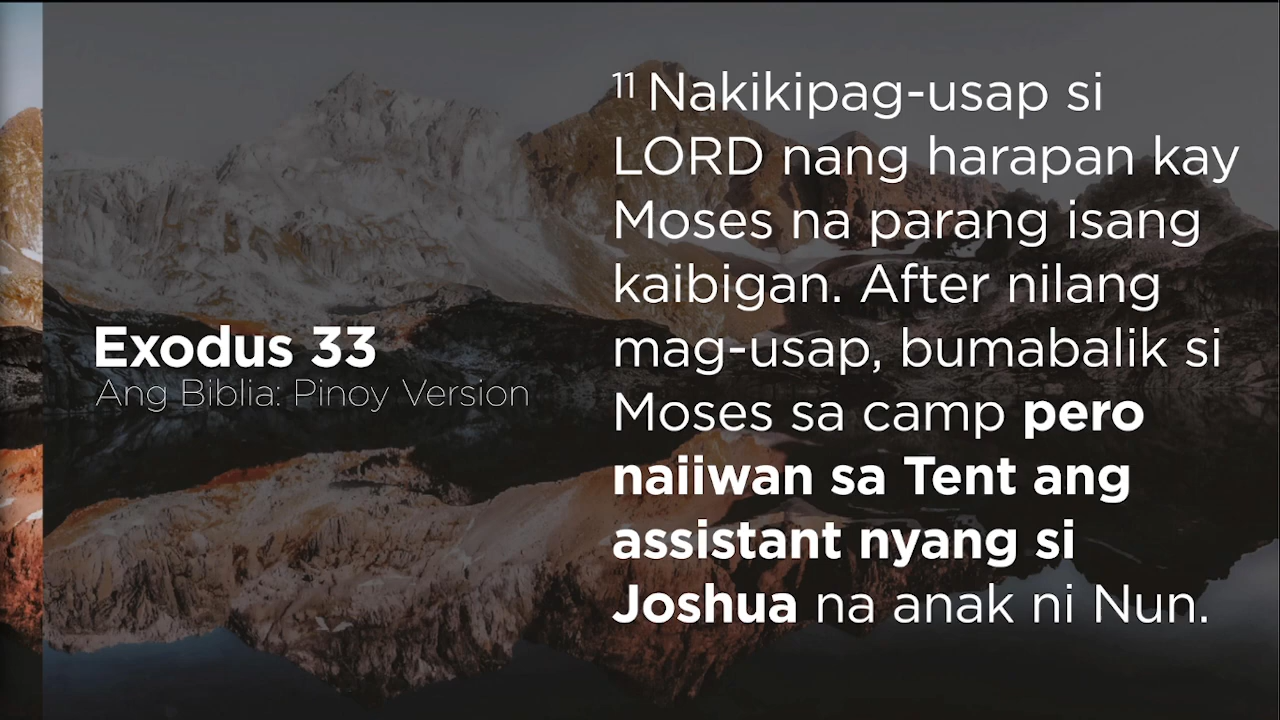 Exodus 33
Ang Biblia: Pinoy Version
11 Nakikipag-usap si
LORD nang harapan kay
Moses na parang isang
kaibigan. After nilang
mag-usap, bumabalik si
Moses sa camp pero
naiiwan sa Tent ang
assistant nyang si
Joshua na anak ni Nun.